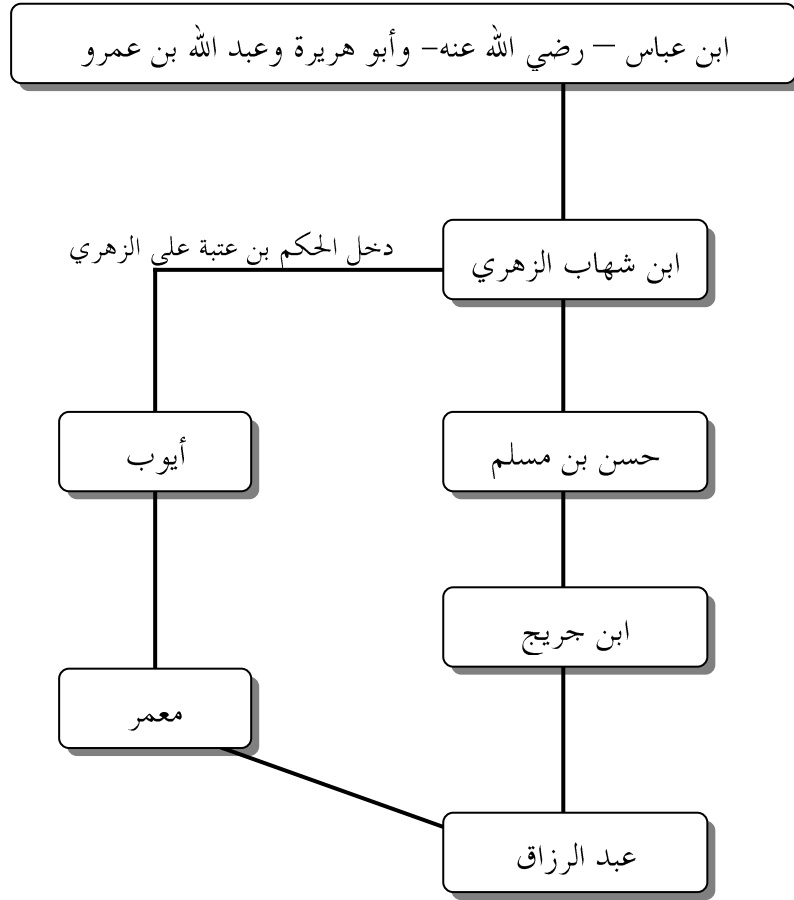 ابن عباس – رضي الله عنه- وأبو هريرة وعبد الله بن عمرو
ابن شهاب الزهري
دخل الحكم بن عتبة على الزهري
حسن بن مسلم
أيوب
ابن جريج
معمر
عبد الرزاق